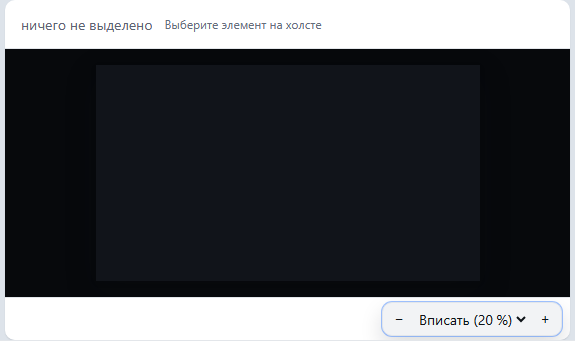 ничего не выделено Выберите элемент на холсте
− Вписать (20 %) +